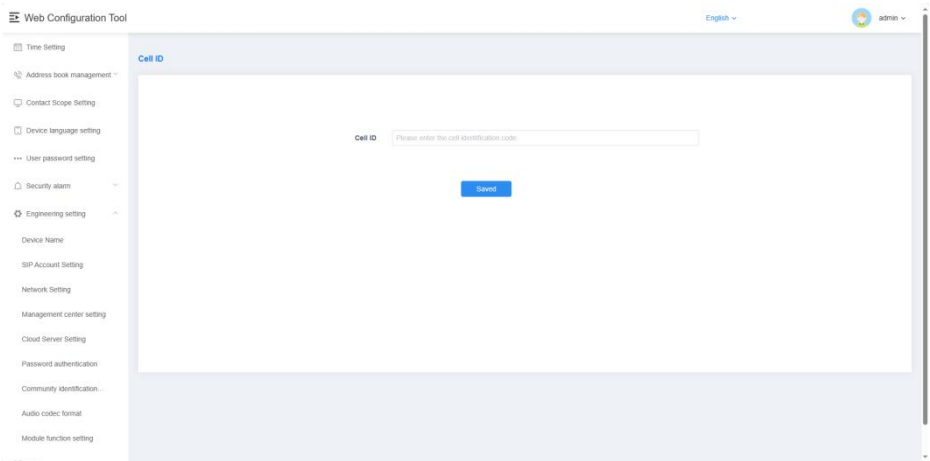 Web Configuration Tool
English
admin
Time Setting
Address book management
Contact Scope Setting
Device language setting
User password setting
Security alarm
Engineering setting
Device Name
SIP Account Setting
Network Setting
Management center setting
Cloud Server Setting
Password authentication
Community identification...
Audio codec format
Module function setting
Cell ID
Cell ID
Please enter the cell identification code
Saved